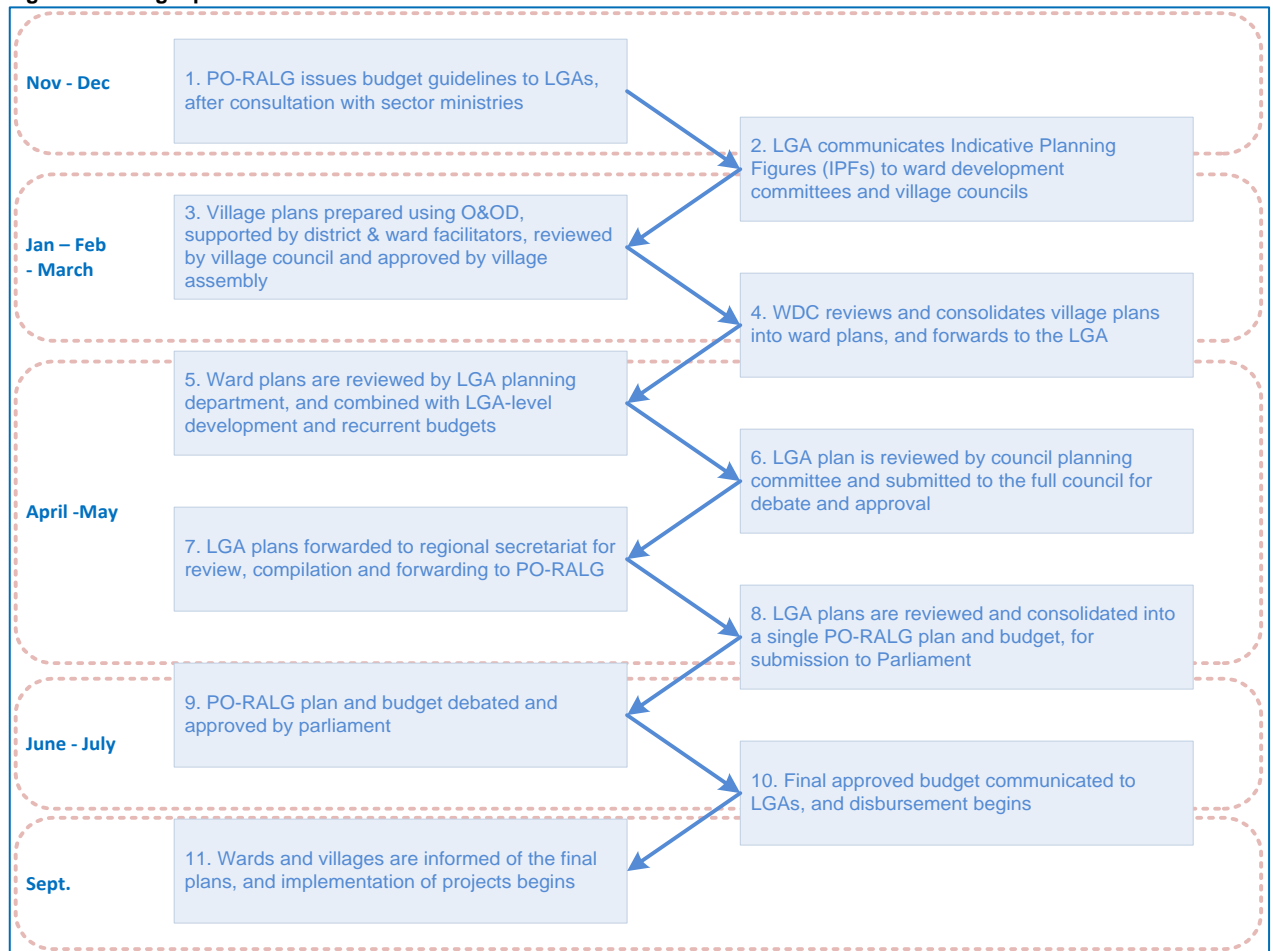 Nov - Dec
1. PO-RALG issues budget guidelines to LGAs,
after consultation with sector ministries
2. LGA communicates Indicative Planning
Figures (IPFs) to ward development
committees and village councils
Jan – Feb
- March
3. Village plans prepared using O&OD,
supported by district & ward facilitators, reviewed
by village council and approved by village
assembly
4. WDC reviews and consolidates village plans
into ward plans, and forwards to the LGA
April -May
5. Ward plans are reviewed by LGA planning
department, and combined with LGA-level
development and recurrent budgets
6. LGA plan is reviewed by council planning
committee and submitted to the full council for
debate and approval
7. LGA plans forwarded to regional secretariat for
review, compilation and forwarding to PO-RALG
8. LGA plans are reviewed and consolidated into
a single PO-RALG plan and budget, for
submission to Parliament
June - July
9. PO-RALG plan and budget debated and
approved by parliament
10. Final approved budget communicated to
LGAs, and disbursement begins
Sept.
11. Wards and villages are informed of the final
plans, and implementation of projects begins